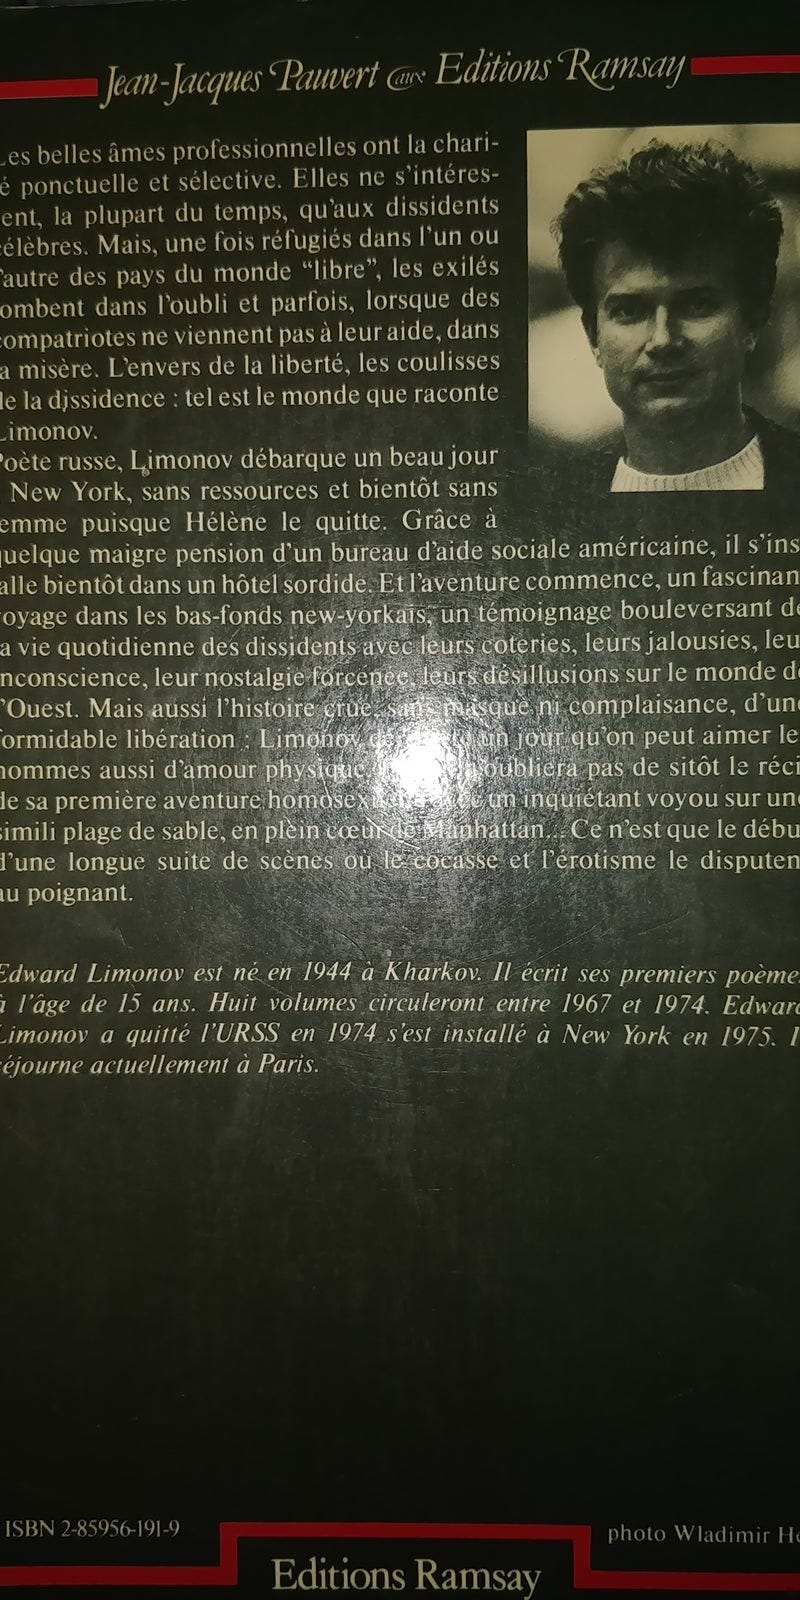 Jean-Jacques Pauvert aux Editions Ramsay
Les belles âmes professionnelles ont la chari-
é ponctuelle et sélective. Elles ne s'intéres-
ent, la plupart du temps, qu'aux dissidents
célèbres. Mais, une fois réfugiés dans l'un ou
l'autre des pays du monde "libre", les exilés
ombent dans l'oubli et parfois, lorsque des
compatriotes ne viennent pas à leur aide, dans
a misère. L'envers de la liberté, les coulisses
de la dissidence : tel est le monde que raconte
Limonov.
Poète russe, Limonov débarque un beau jour
New York, sans ressources et bientôt sans
emme puisque Hélène le quitte. Grâce à
quelque maigre pension d'un bureau d'aide sociale américaine, il s'ins-
alle bientôt dans un hôtel sordide. Et l'aventure commence, un fascinan
voyage dans les bas-fonds new-yorkais, un témoignage bouleversant de
a vie quotidienne des dissidents avec leurs coteries, leurs jalousies, leu
nconscience, leur nostalgie forcenée, leurs désillusions sur le monde de
l'Ouest. Mais aussi l'histoire crue, sans masque ni complaisance, d'une
formidable libération : Limonov un jour qu'on peut aimer le
hommes aussi d'amour physique oubliera pas de sitôt le réci
de sa première aventure un inquiétant voyou sur une
simili plage de sable, en plein cœur de Manhattan... Ce n'est que le débu
d'une longue suite de scènes où le cocasse et l'érotisme le disputen
au poignant.
Edward Limonov est né en 1944 à Kharkov. Il écrit ses premiers poème
à l'âge de 15 ans. Huit volumes circuleront entre 1967 et 1974. Edward
Limonov a quitté l'URSS en 1974 s'est installé à New York en 1975. I
séjourne actuellement à Paris.
ISBN 2-85956-191-9
photo Wladimir He
Editions Ramsay